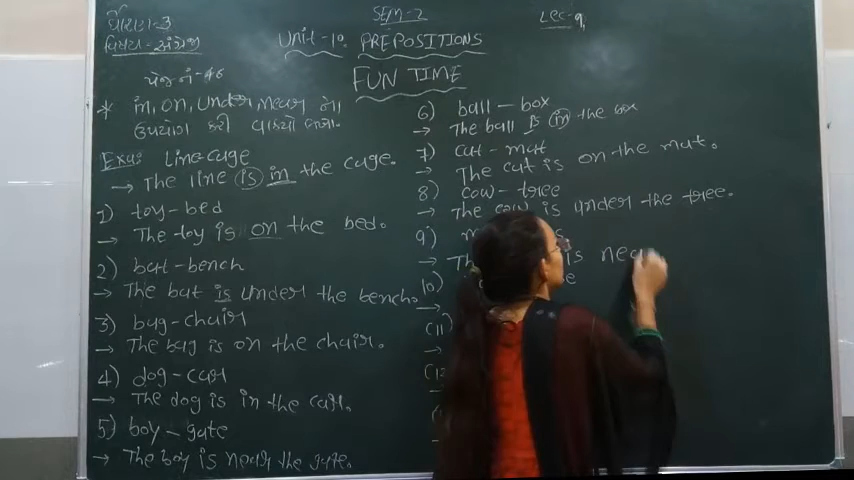 ધોરણ-3
વિષય-અંગ્રેજી
SEM-2
Lec-9
Unit-10 PREPOSITIONS
FUN TIME
પેજ નં-46
* in, on, under, near નો
ઉપયોગ કરી વાક્યો બનાવો.
Exa: Line-cage
→ The line is in the cage.
1) toy-bed
→ The toy is on the bed.
2) bat-bench
→ The bat is under the bench.
3) bag-chair
→ The bag is on the chair.
4) dog-cart
→ The dog is in the cart.
5) boy-gate
→ The boy is near the gate.
6) ball-box
→ The ball is in the box
7) cat-mat
→ The cat is on the mat.
8) cow-tree
→ The cow is under the tree.
9)
→ is
10)
→
(11)
→